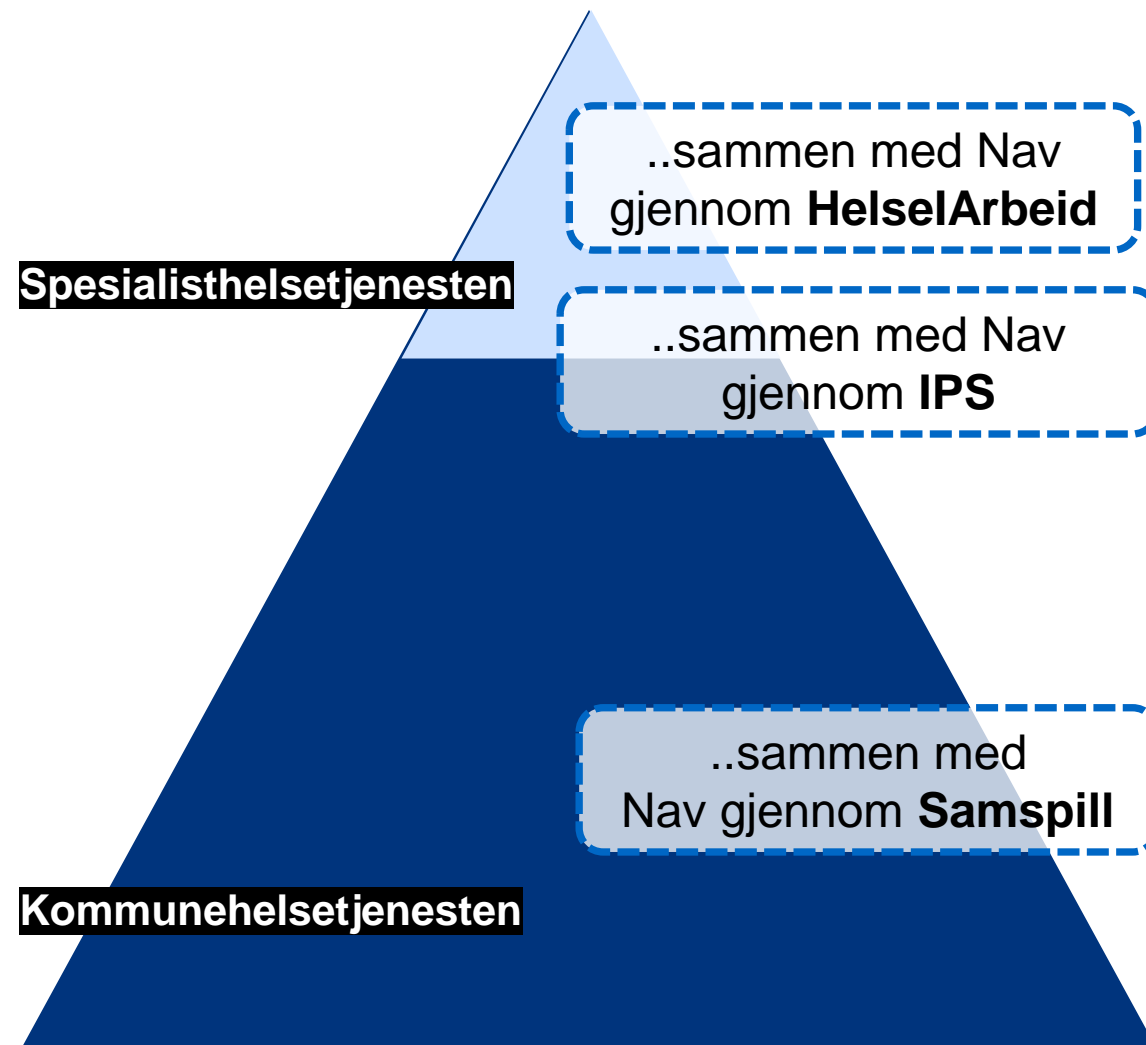 ..sammen med Nav
gjennom HelseIArbeid
Spesialisthelsetjenesten
..sammen med Nav
gjennom IPS
..sammen med
Nav gjennom Samspill
Kommunehelsetjenesten